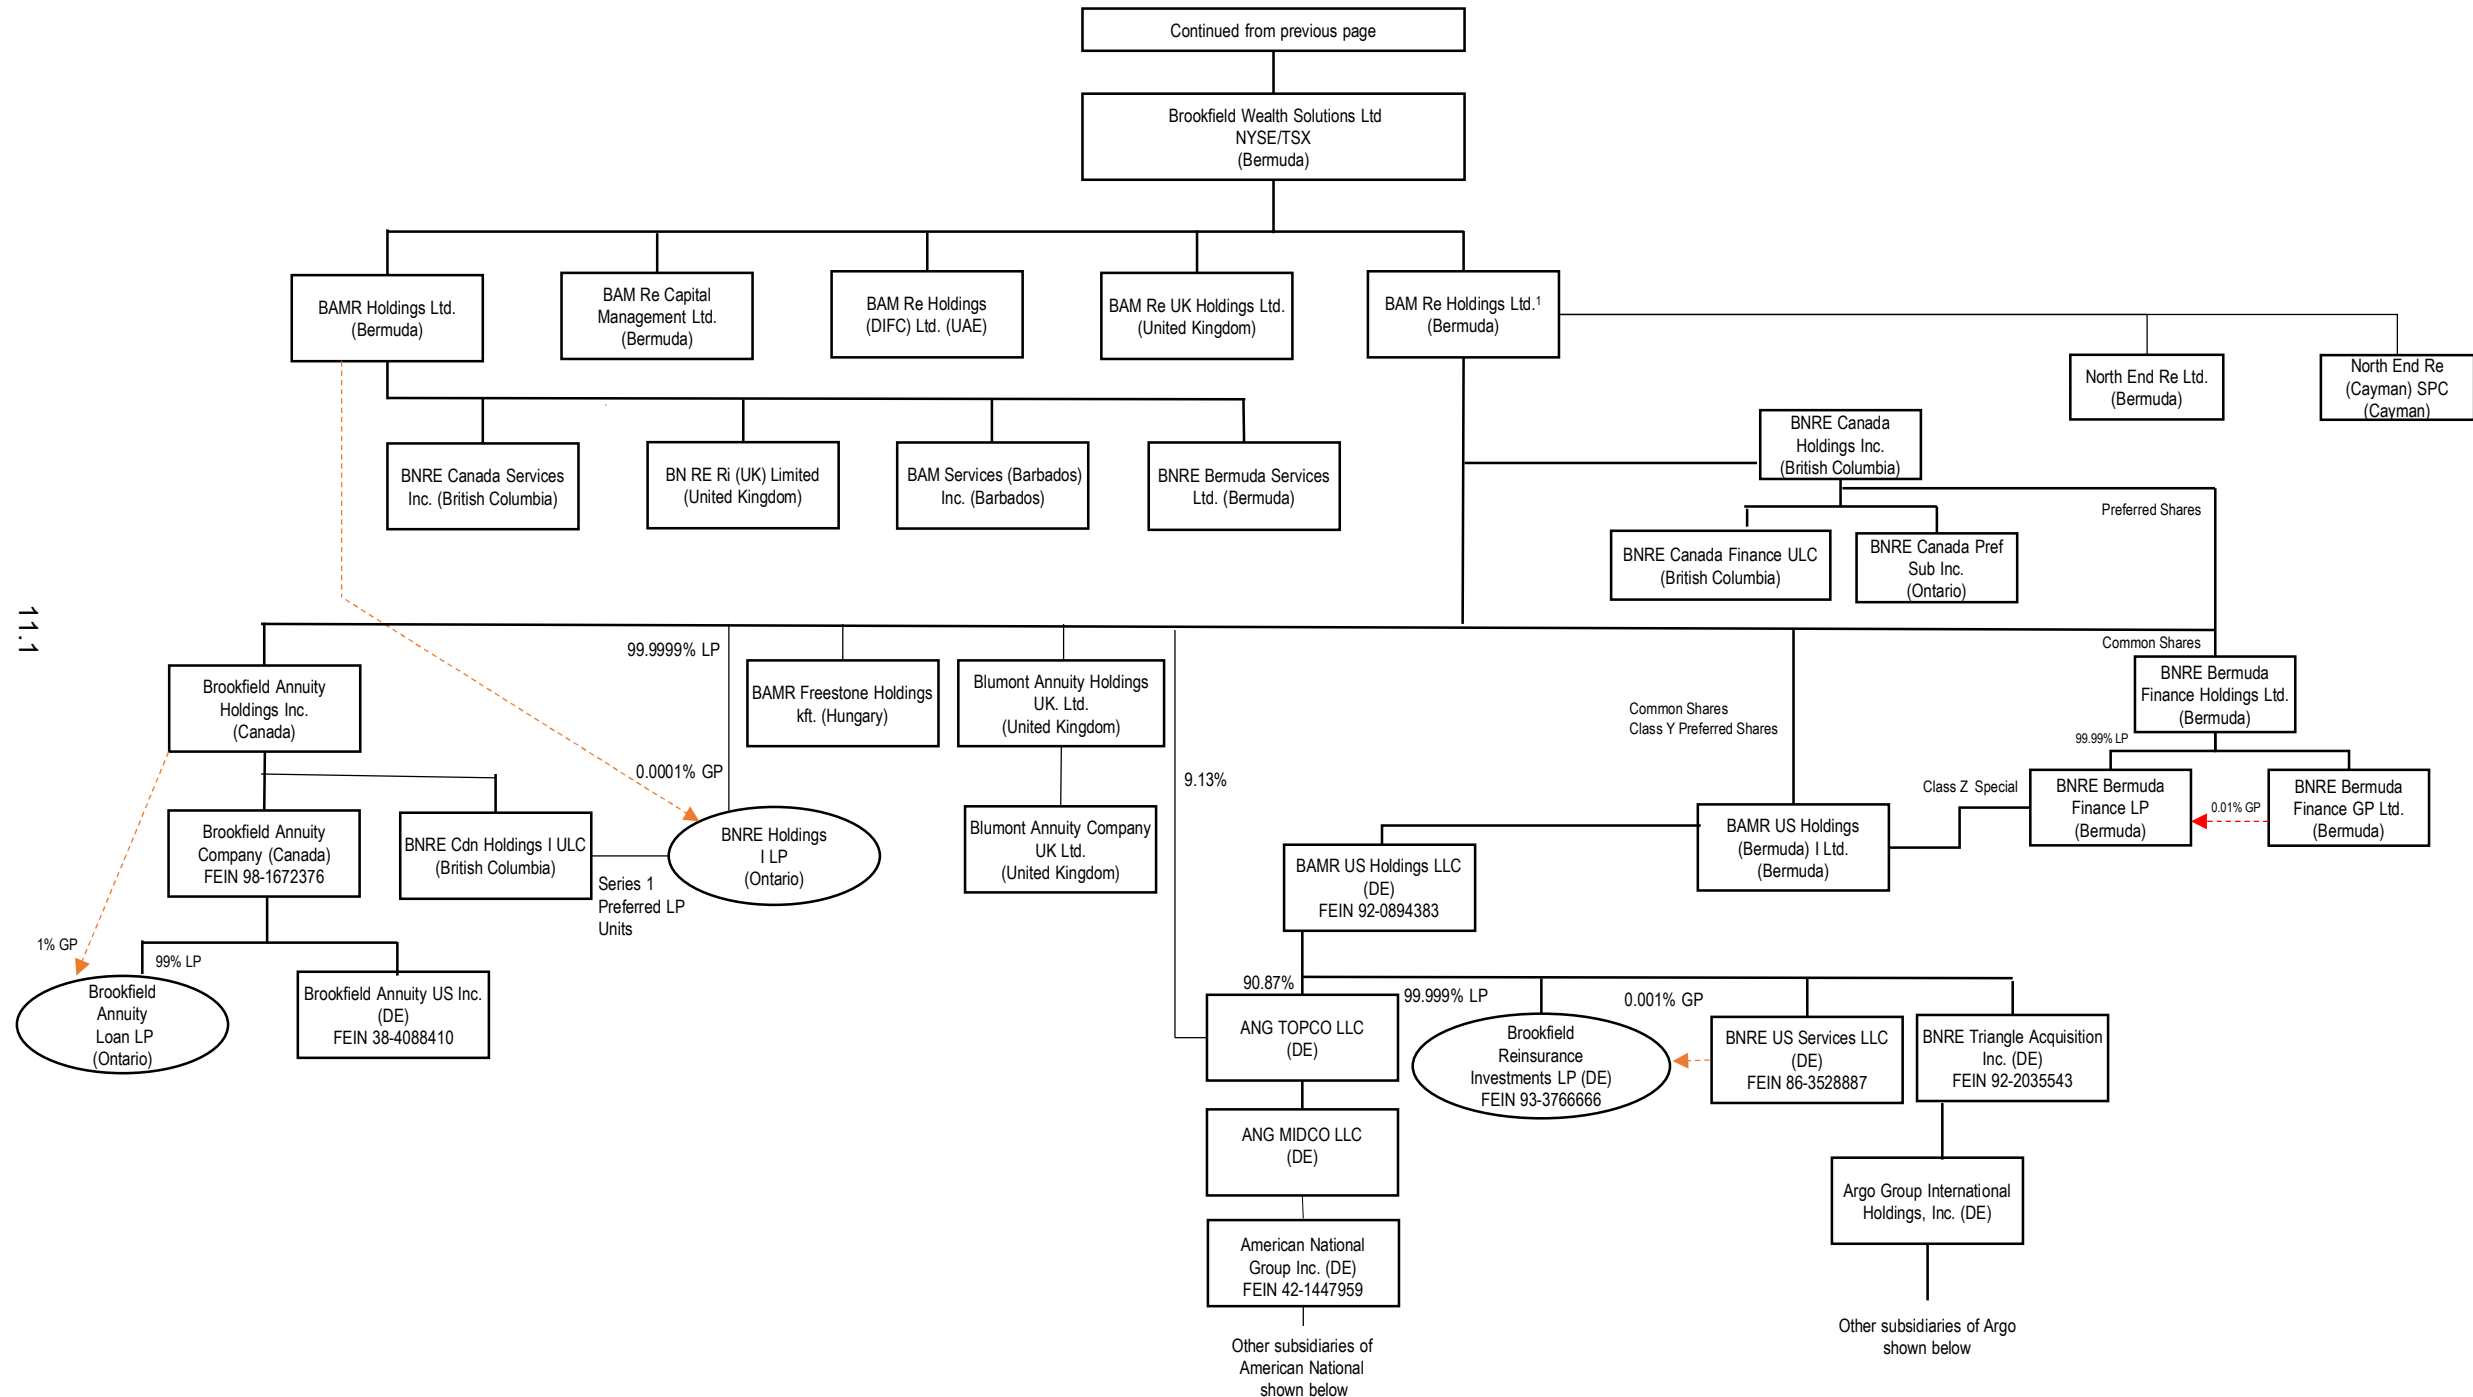 Continued from previous page
Brookfield Wealth Solutions Ltd
NYSE/TSX
(Bermuda)
BAMR Holdings Ltd.
(Bermuda)
BAM Re Capital
Management Ltd.
(Bermuda)
BAM Re Holdings
(DIFC) Ltd. (UAE)
BAM Re UK Holdings Ltd.
(United Kingdom)
BAM Re Holdings Ltd.¹
(Bermuda)
North End Re Ltd.
(Bermuda)
North End Re
(Cayman) SPC
(Cayman)
BNRE Canada
Holdings Inc.
(British Columbia)
BNRE Canada Services
Inc. (British Columbia)
BN RE Ri (UK) Limited
(United Kingdom)
BAM Services (Barbados)
Inc. (Barbados)
BNRE Bermuda Services
Ltd. (Bermuda)
Preferred Shares
BNRE Canada Finance ULC
(British Columbia)
BNRE Canada Pref
Sub Inc.
(Ontario)
11.1
99.9999% LP
Common Shares
Brookfield Annuity
Holdings Inc.
(Canada)
BAMR Freestone Holdings
kft. (Hungary)
Blumont Annuity Holdings
UK. Ltd.
(United Kingdom)
Common Shares
Class Y Preferred Shares
BNRE Bermuda
Finance Holdings Ltd.
(Bermuda)
99.99% LP
0.0001% GP
9.13%
Class Z Special
BNRE Bermuda
Finance LP
(Bermuda)
0.01% GP
BNRE Bermuda
Finance GP Ltd.
(Bermuda)
Brookfield Annuity
Company (Canada)
FEIN 98-1672376
BNRE Cdn Holdings I ULC
(British Columbia)
Series 1
Preferred LP
Units
BNRE Holdings
I LP
(Ontario)
Blumont Annuity Company
UK Ltd.
(United Kingdom)
BAMR US Holdings LLC
(DE)
FEIN 92-0894383
BAMR US Holdings
(Bermuda) I Ltd.
(Bermuda)
1% GP
99% LP
Brookfield
Annuity
Loan LP
(Ontario)
Brookfield Annuity US Inc.
(DE)
FEIN 38-4088410
90.87%
99.999% LP
0.001% GP
ANG TOPCO LLC
(DE)
Brookfield
Reinsurance
Investments LP (DE)
FEIN 93-3766666
BNRE US Services LLC
(DE)
FEIN 86-3528887
BNRE Triangle Acquisition
Inc. (DE)
FEIN 92-2035543
ANG MIDCO LLC
(DE)
Argo Group International
Holdings, Inc. (DE)
American National
Group Inc. (DE)
FEIN 42-1447959
Other subsidiaries of
American National
shown below
Other subsidiaries of Argo
shown below